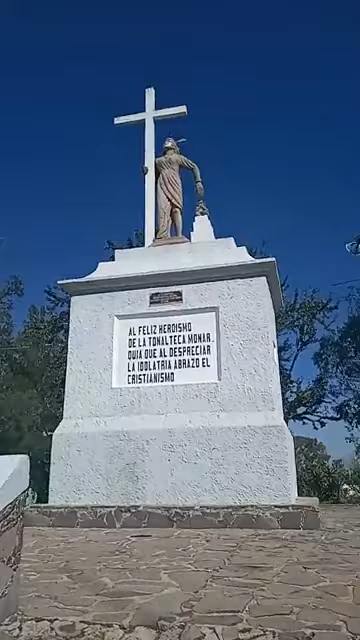 AL FELIZ HEROISMO
DE LA TONALTECA MONAR.
QUIA QUE AL DESPRECIAR
LA IDOLATRIA ABRAZO EL
CRISTIANISMO